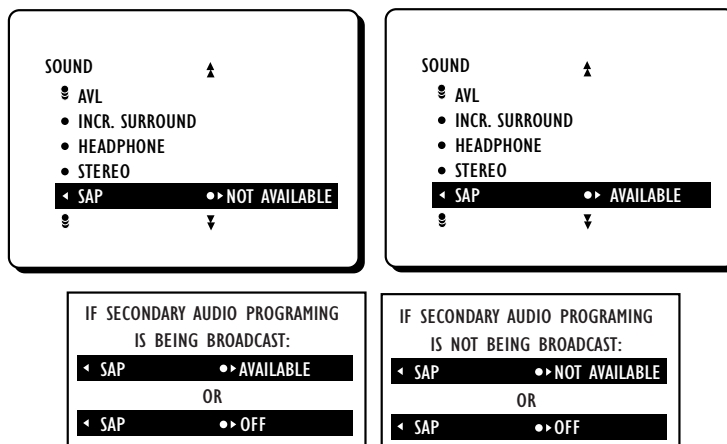 SOUND
AVL
INCR. SURROUND
HEADPHONE
STEREO
SAP NOT AVAILABLE
SOUND
AVL
INCR. SURROUND
HEADPHONE
STEREO
SAP AVAILABLE
IF SECONDARY AUDIO PROGRAMING
IS BEING BROADCAST:
SAP AVAILABLE
OR
SAP OFF
IF SECONDARY AUDIO PROGRAMING
IS NOT BEING BROADCAST:
SAP NOT AVAILABLE
OR
SAP OFF